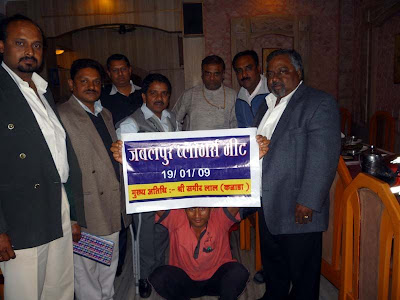 जबलपुर ब्लॉगर्स मीट
19/01/09
मुख्य अतिथि :- श्री समीर लाल (कनाडा)